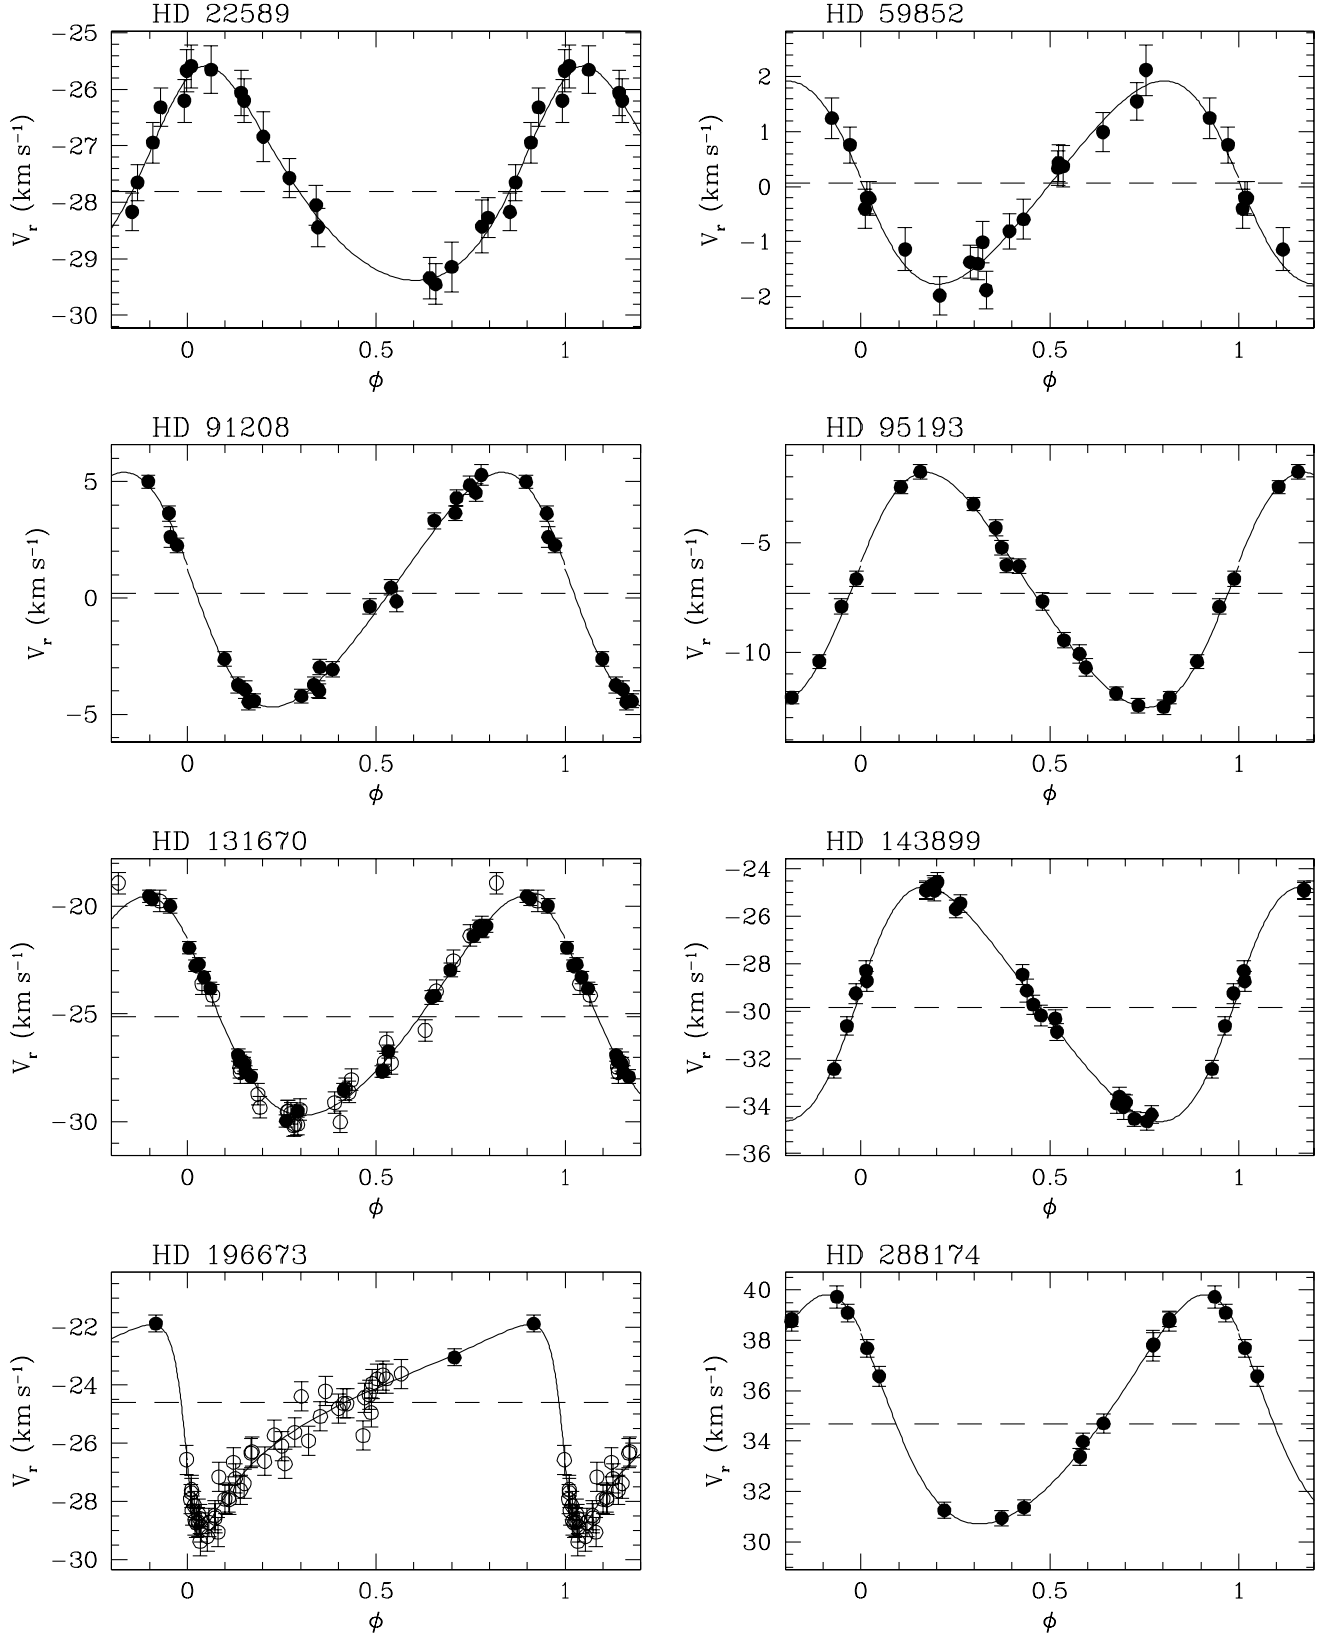 HD 22589
HD 59852
−25
−26
−27
−28
−29
−30
V_r (km s⁻¹)
0 0.5 1
ϕ
2
1
0
−1
−2
V_r (km s⁻¹)
0 0.5 1
ϕ
HD 91208
HD 95193
5
0
−5
V_r (km s⁻¹)
0 0.5 1
ϕ
−5
−10
V_r (km s⁻¹)
0 0.5 1
ϕ
HD 131670
HD 143899
−20
−25
−30
V_r (km s⁻¹)
0 0.5 1
ϕ
−24
−26
−28
−30
−32
−34
−36
V_r (km s⁻¹)
0 0.5 1
ϕ
HD 196673
HD 288174
−22
−24
−26
−28
−30
V_r (km s⁻¹)
0 0.5 1
ϕ
40
38
36
34
32
30
V_r (km s⁻¹)
0 0.5 1
ϕ